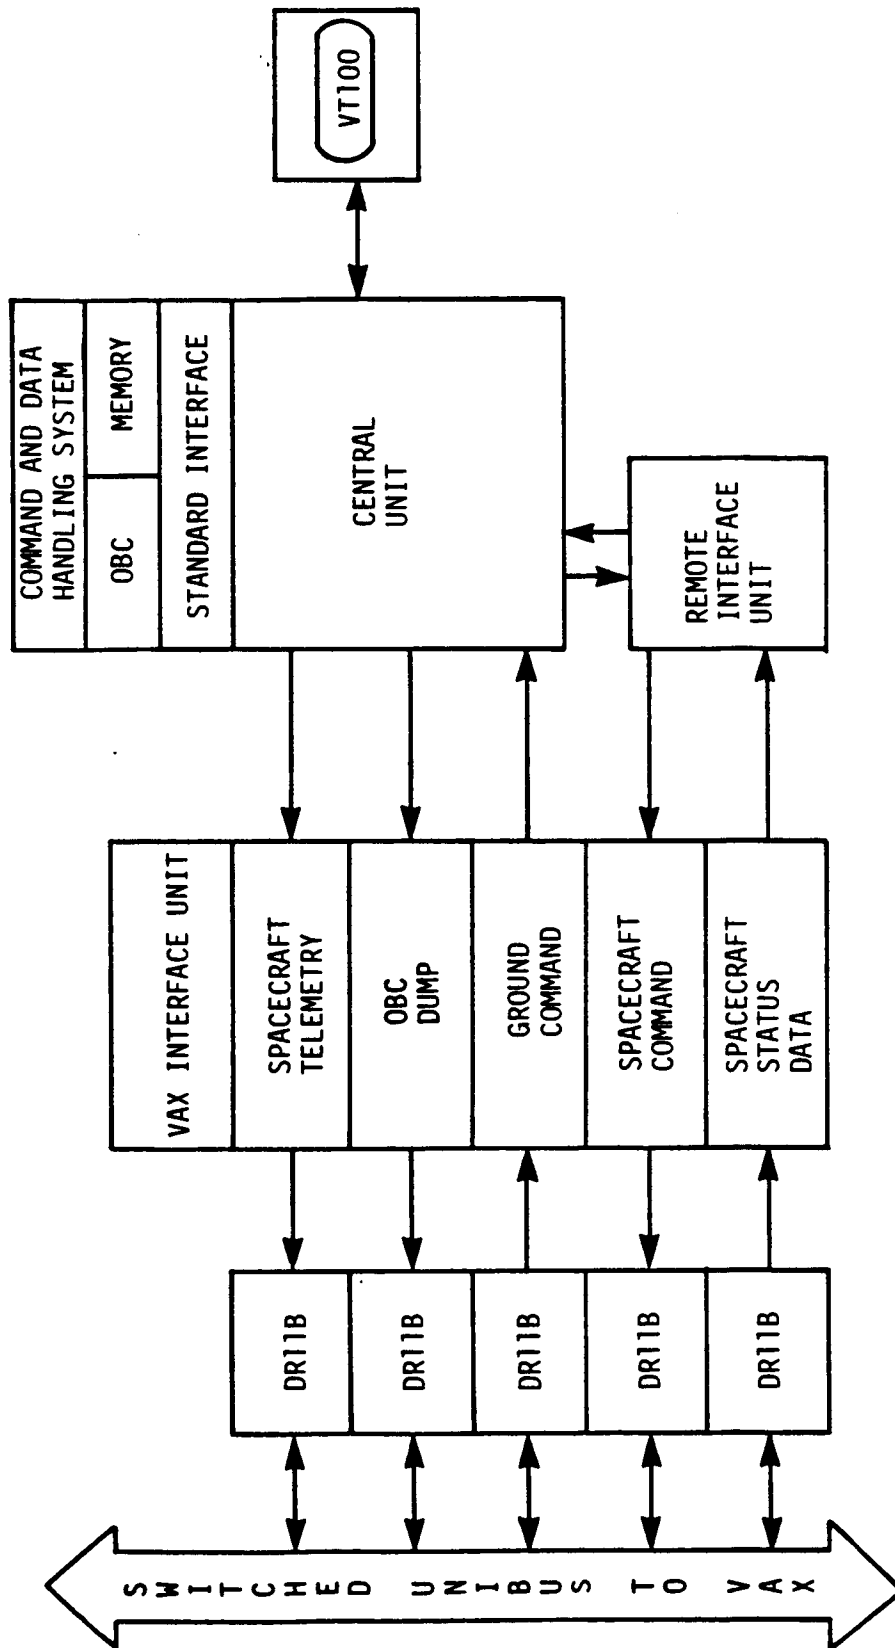 SWITCHED UNIBUS TO VAX
DR11B
DR11B
DR11B
DR11B
DR11B
VAX INTERFACE UNIT
SPACECRAFT
TELEMETRY
OBC
DUMP
GROUND
COMMAND
SPACECRAFT
COMMAND
SPACECRAFT
STATUS
DATA
COMMAND AND DATA
HANDLING SYSTEM
OBC
MEMORY
STANDARD INTERFACE
CENTRAL
UNIT
REMOTE
INTERFACE
UNIT
VT100